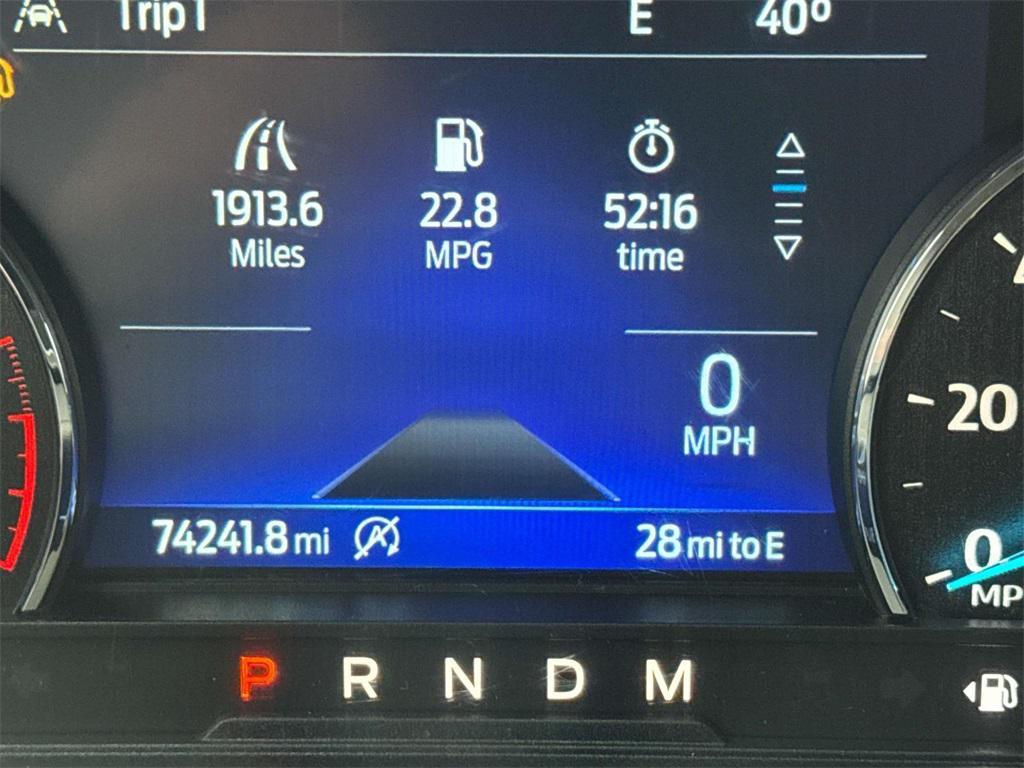 Trip 1 E 40°
1913.6 22.8 52:16
Miles MPG time
0
MPH
20
74241.8 mi A 28 mi to E
0
MP
P R N D M